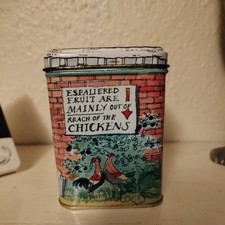 ESPALIERED
FRUIT ARE
MAINLY OUT OF
REACH OF THE
CHICKENS